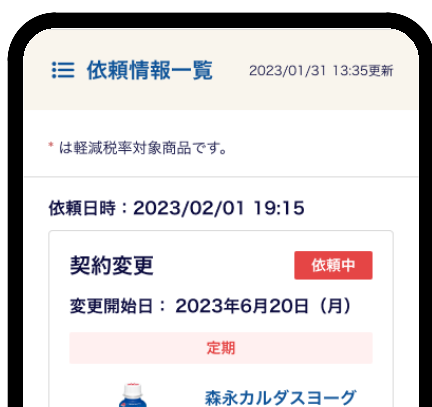 依頼情報一覧 2023/01/31 13:35更新
* は軽減税率対象商品です。
依頼日時：2023/02/01 19:15
契約変更 依頼中
変更開始日： 2023年6月20日（月）
定期
森永カルダスヨーグ